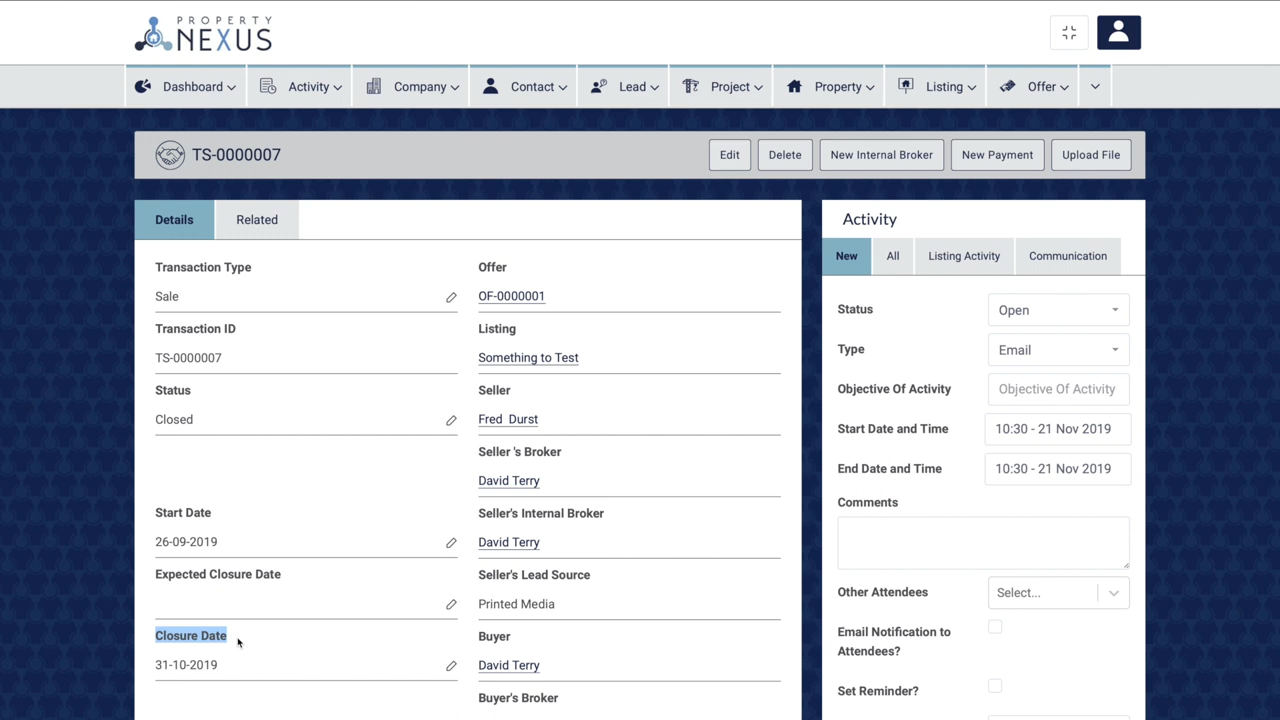 PROPERTY
NEXUS
Dashboard
Activity
Company
Contact
Lead
Project
Property
Listing
Offer
TS-0000007
Edit
Delete
New Internal Broker
New Payment
Upload File
Details
Related
Transaction Type
Sale
Transaction ID
TS-0000007
Status
Closed
Start Date
26-09-2019
Expected Closure Date
Closure Date
31-10-2019
Offer
OF-0000001
Listing
Something to Test
Seller
Fred Durst
Seller 's Broker
David Terry
Seller's Internal Broker
David Terry
Seller's Lead Source
Printed Media
Buyer
David Terry
Buyer's Broker
Activity
New
All
Listing Activity
Communication
Status
Open
Type
Email
Objective Of Activity
Objective Of Activity
Start Date and Time
10:30 - 21 Nov 2019
End Date and Time
10:30 - 21 Nov 2019
Comments
Other Attendees
Select...
Email Notification to
Attendees?
Set Reminder?